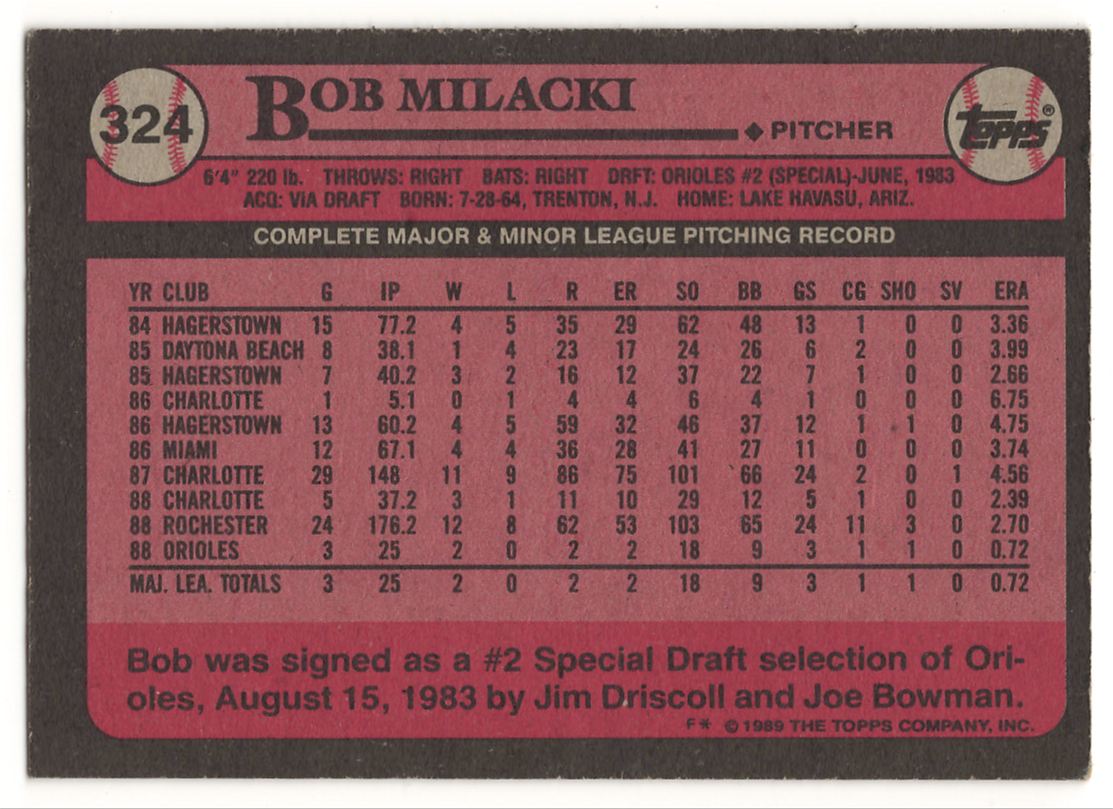 324
BOB MILACKI
◆ PITCHER
TOPPS®
6'4" 220 lb. THROWS: RIGHT BATS: RIGHT DRFT: ORIOLES #2 (SPECIAL)-JUNE, 1983
ACQ: VIA DRAFT BORN: 7-28-64, TRENTON, N.J. HOME: LAKE HAVASU, ARIZ.
COMPLETE MAJOR & MINOR LEAGUE PITCHING RECORD
YR CLUB G IP W L R ER SO BB GS CG SHO SV ERA
84 HAGERSTOWN 15 77.2 4 5 35 29 62 48 13 1 0 0 3.36
85 DAYTONA BEACH 8 38.1 1 4 23 17 24 26 6 2 0 0 3.99
85 HAGERSTOWN 7 40.2 3 2 16 12 37 22 7 1 0 0 2.66
86 CHARLOTTE 1 5.1 0 1 4 4 6 4 1 0 0 0 6.75
86 HAGERSTOWN 13 60.2 4 5 59 32 46 37 12 1 1 0 4.75
86 MIAMI 12 67.1 4 4 36 28 41 27 11 0 0 0 3.74
87 CHARLOTTE 29 148 11 9 86 75 101 66 24 2 0 1 4.56
88 CHARLOTTE 5 37.2 3 1 11 10 29 12 5 1 0 0 2.39
88 ROCHESTER 24 176.2 12 8 62 53 103 65 24 11 3 0 2.70
88 ORIOLES 3 25 2 0 2 2 18 9 3 1 1 0 0.72
MAJ. LEA. TOTALS 3 25 2 0 2 2 18 9 3 1 1 0 0.72
Bob was signed as a #2 Special Draft selection of Ori-
oles, August 15, 1983 by Jim Driscoll and Joe Bowman.
F* © 1989 THE TOPPS COMPANY, INC.